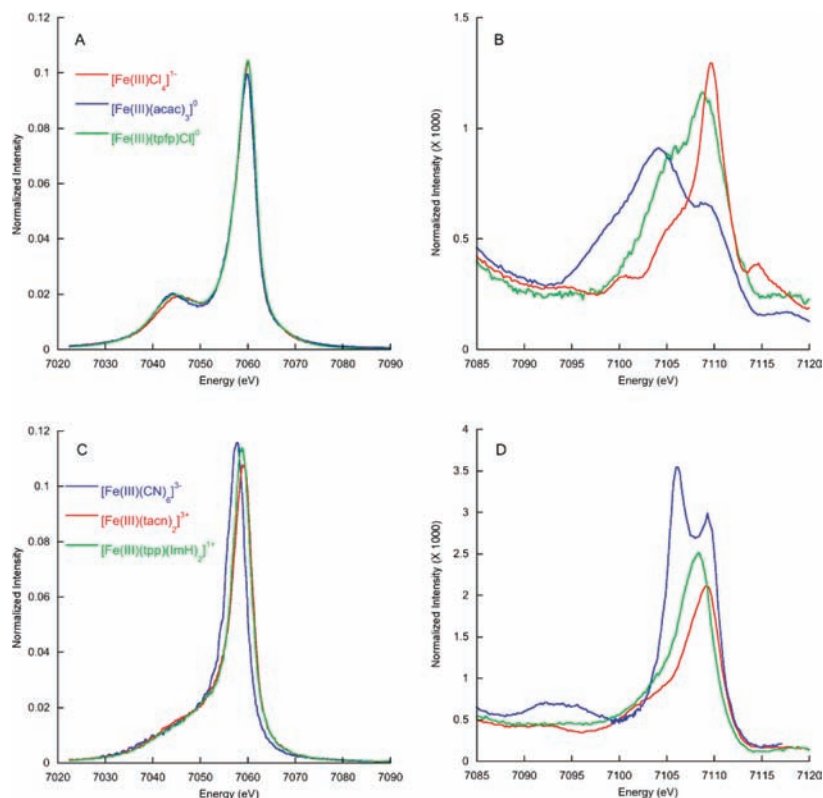 A
[Fe(III)Cl4]1-
[Fe(III)(acac)3]0
[Fe(III)(tpfp)Cl]0
0.12
0.1
0.08
0.06
0.04
0.02
0
Normalized Intensity
7020 7030 7040 7050 7060 7070 7080 7090
Energy (eV)
B
1.5
1
0.5
0
Normalized Intensity (X 1000)
7085 7090 7095 7100 7105 7110 7115 7120
Energy (eV)
C
[Fe(III)(CN)6]3-
[Fe(III)(tacn)2]3+
[Fe(III)(tpp)(ImH)2]1+
0.12
0.1
0.08
0.06
0.04
0.02
0
Normalized Intensity
7020 7030 7040 7050 7060 7070 7080 7090
Energy (eV)
D
4
3.5
3
2.5
2
1.5
1
0.5
0
Normalized Intensity (X 1000)
7085 7090 7095 7100 7105 7110 7115 7120
Energy (eV)